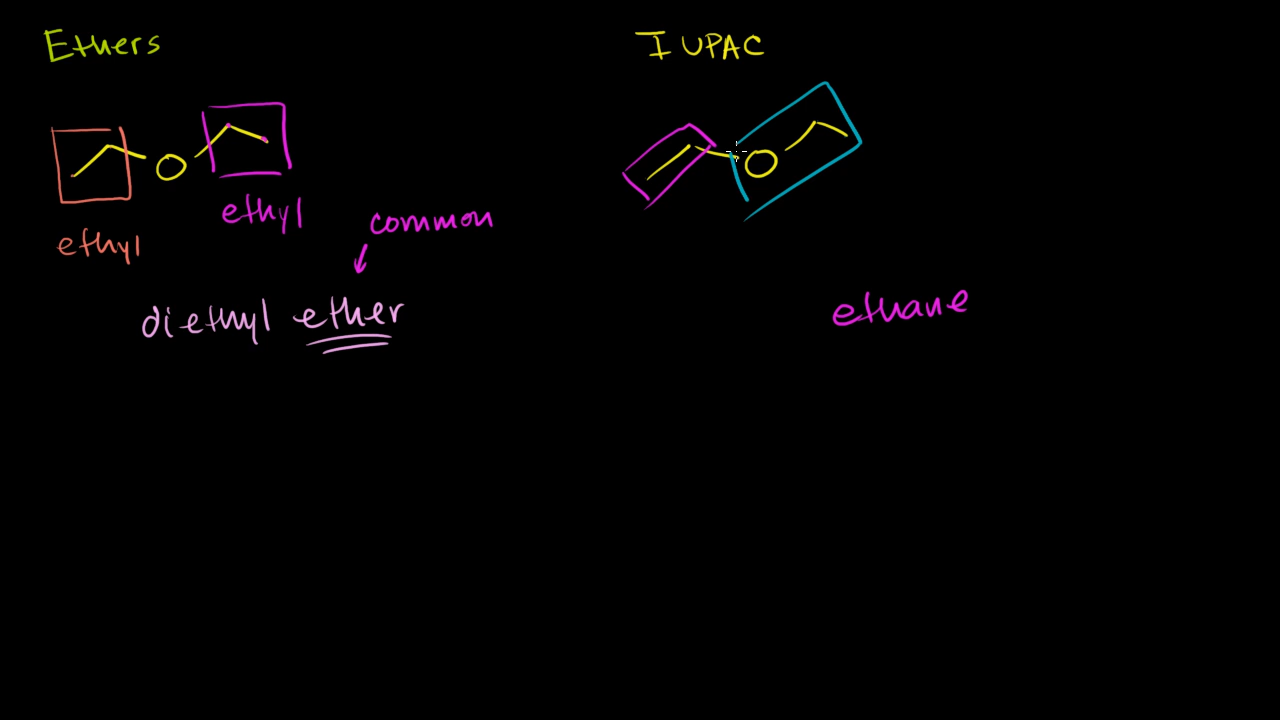 Ethers
O
ethyl
ethyl
common
diethyl ether
IUPAC
O
ethane